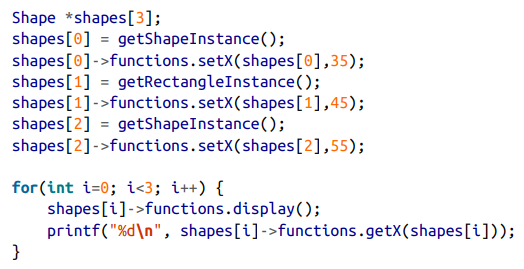 Shape *shapes[3];
shapes[0] = getShapeInstance();
shapes[0]->functions.setX(shapes[0],35);
shapes[1] = getRectangleInstance();
shapes[1]->functions.setX(shapes[1],45);
shapes[2] = getShapeInstance();
shapes[2]->functions.setX(shapes[2],55);

for(int i=0; i<3; i++) {
    shapes[i]->functions.display();
    printf("%d\n", shapes[i]->functions.getX(shapes[i]));
}